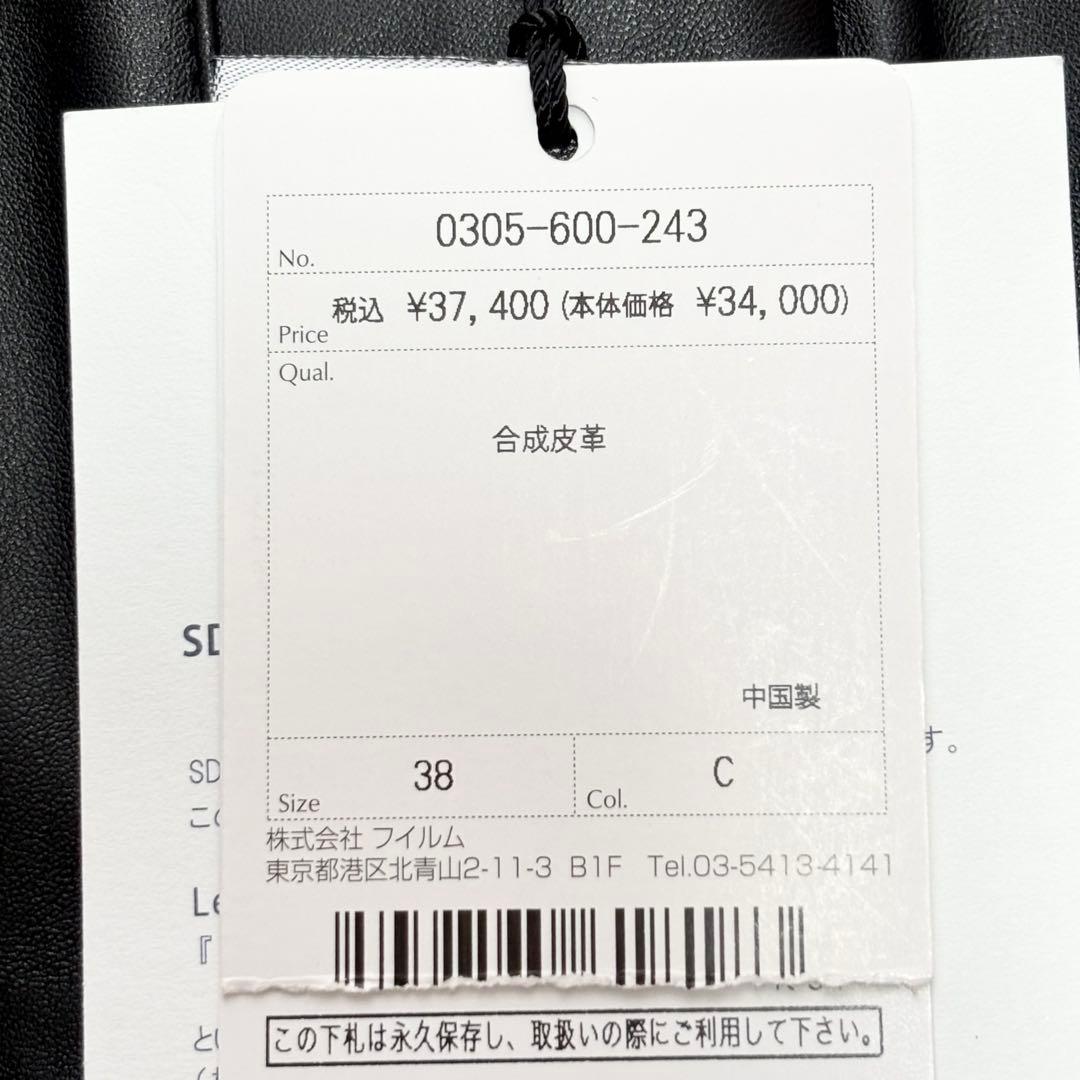 0305-600-243
No.
税込 ¥37,400 (本体価格 ¥34,000)
Price
Qual.
合成皮革
中国製
38
Size
C
Col.
株式会社 フイルム
東京都港区北青山2-11-3 B1F Tel.03-5413-4141
この下札は永久保存し、取扱いの際にご利用して下さい。
SD
す。
SD
こ
Le
『
と